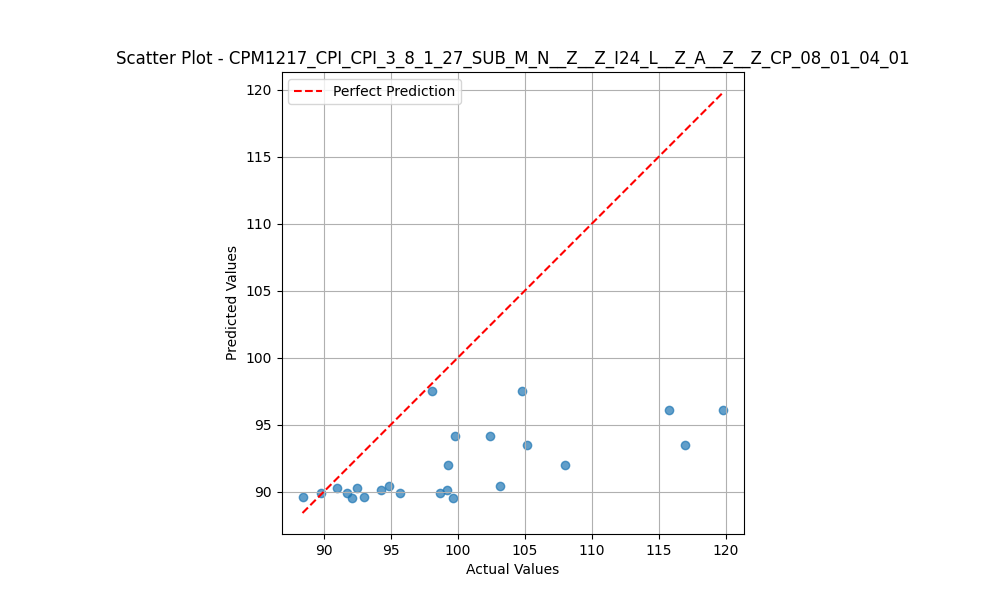 Scatter Plot - CPM1217_CPI_CPI_3_8_1_27_SUB_M_N__Z__Z_I24_L__Z_A__Z__Z_CP_08_01_04_01
Perfect Prediction
120
115
110
105
100
95
90
Predicted Values
90 95 100 105 110 115 120
Actual Values